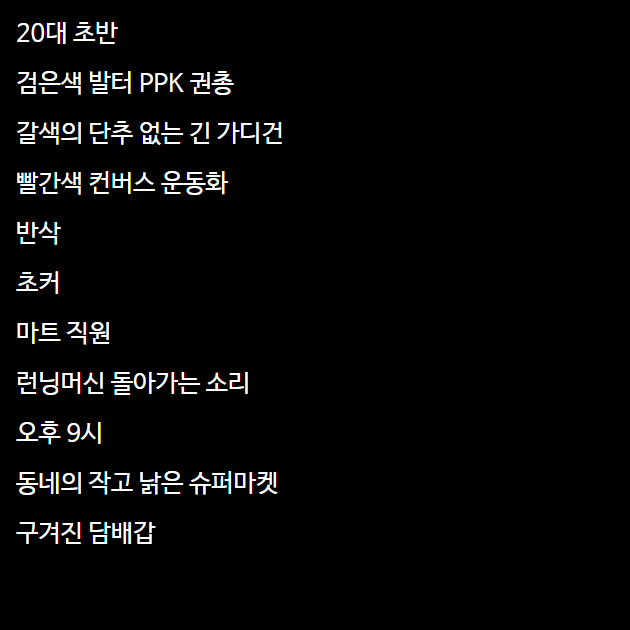 20대 초반
검은색 발터 PPK 권총
갈색의 단추 없는 긴 가디건
빨간색 컨버스 운동화
반삭
초커
마트 직원
런닝머신 돌아가는 소리
오후 9시
동네의 작고 낡은 슈퍼마켓
구겨진 담배갑